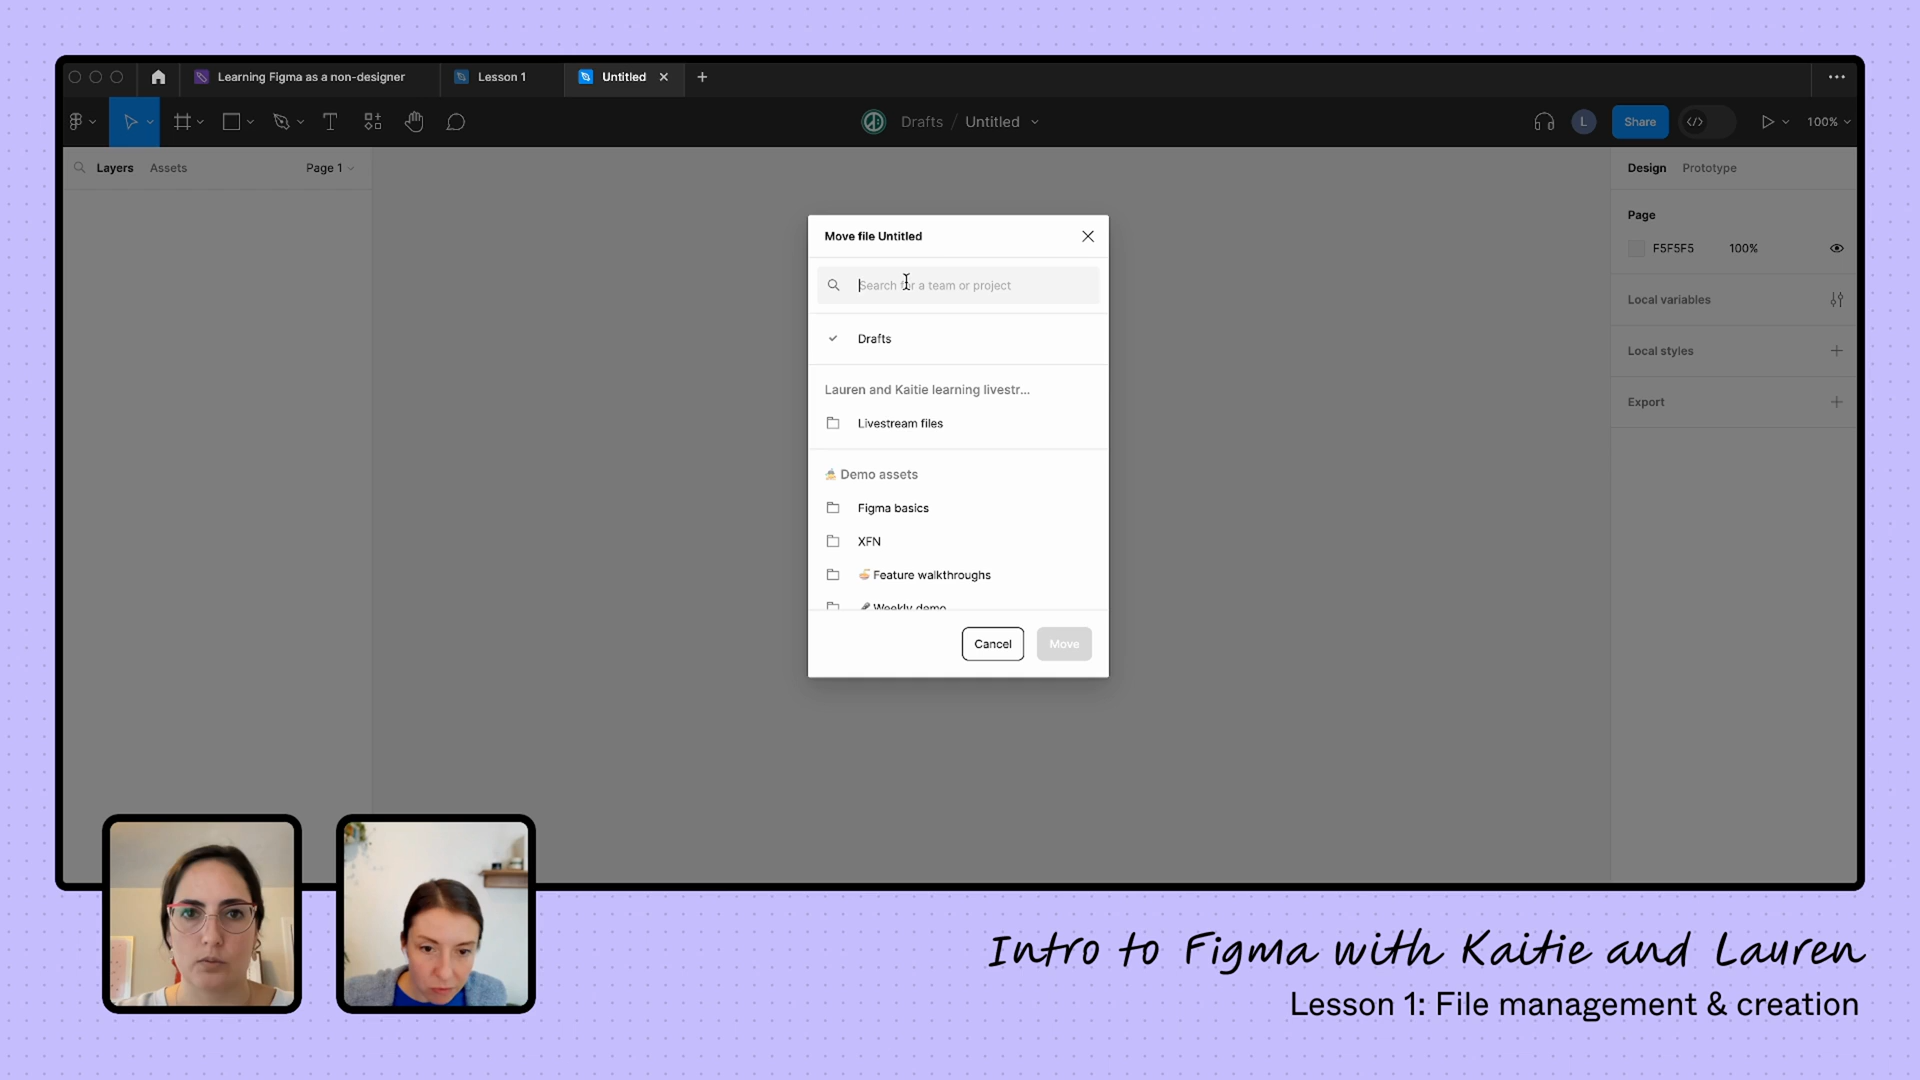 Learning Figma as a non-designer
Lesson 1
Untitled
Drafts / Untitled
L
Share
100%
Layers
Assets
Page 1
Design
Prototype
Page
F5F5F5
100%
Local variables
Local styles
Export
Move file Untitled
Search for a team or project
Drafts
Lauren and Kaitie learning livestr...
Livestream files
Demo assets
Figma basics
XFN
Feature walkthroughs
Weekly demo
Cancel
Move
Intro to Figma with Kaitie and Lauren
Lesson 1: File management & creation